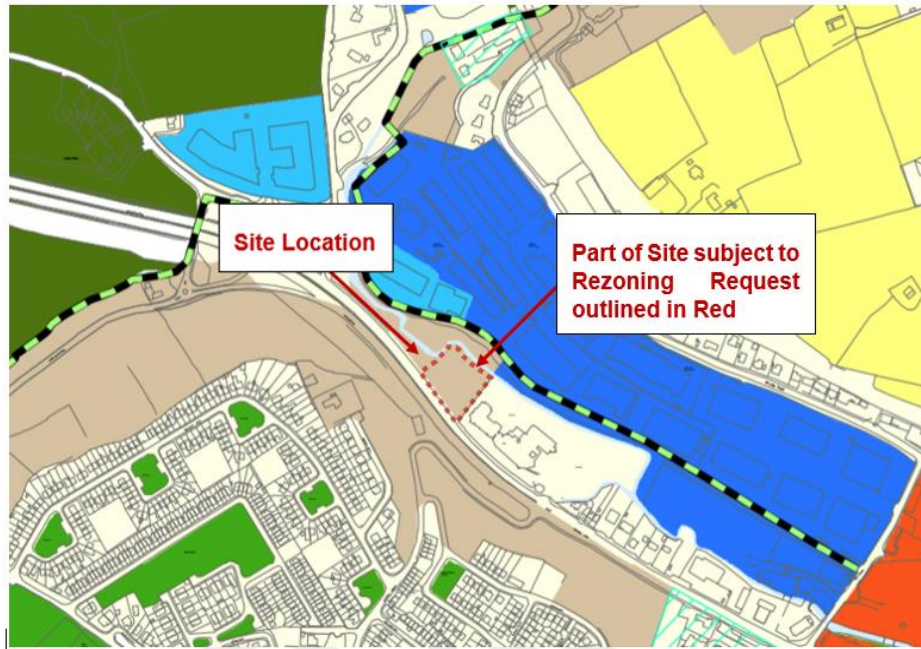 Site Location
Part of Site subject to
Rezoning Request
outlined in Red